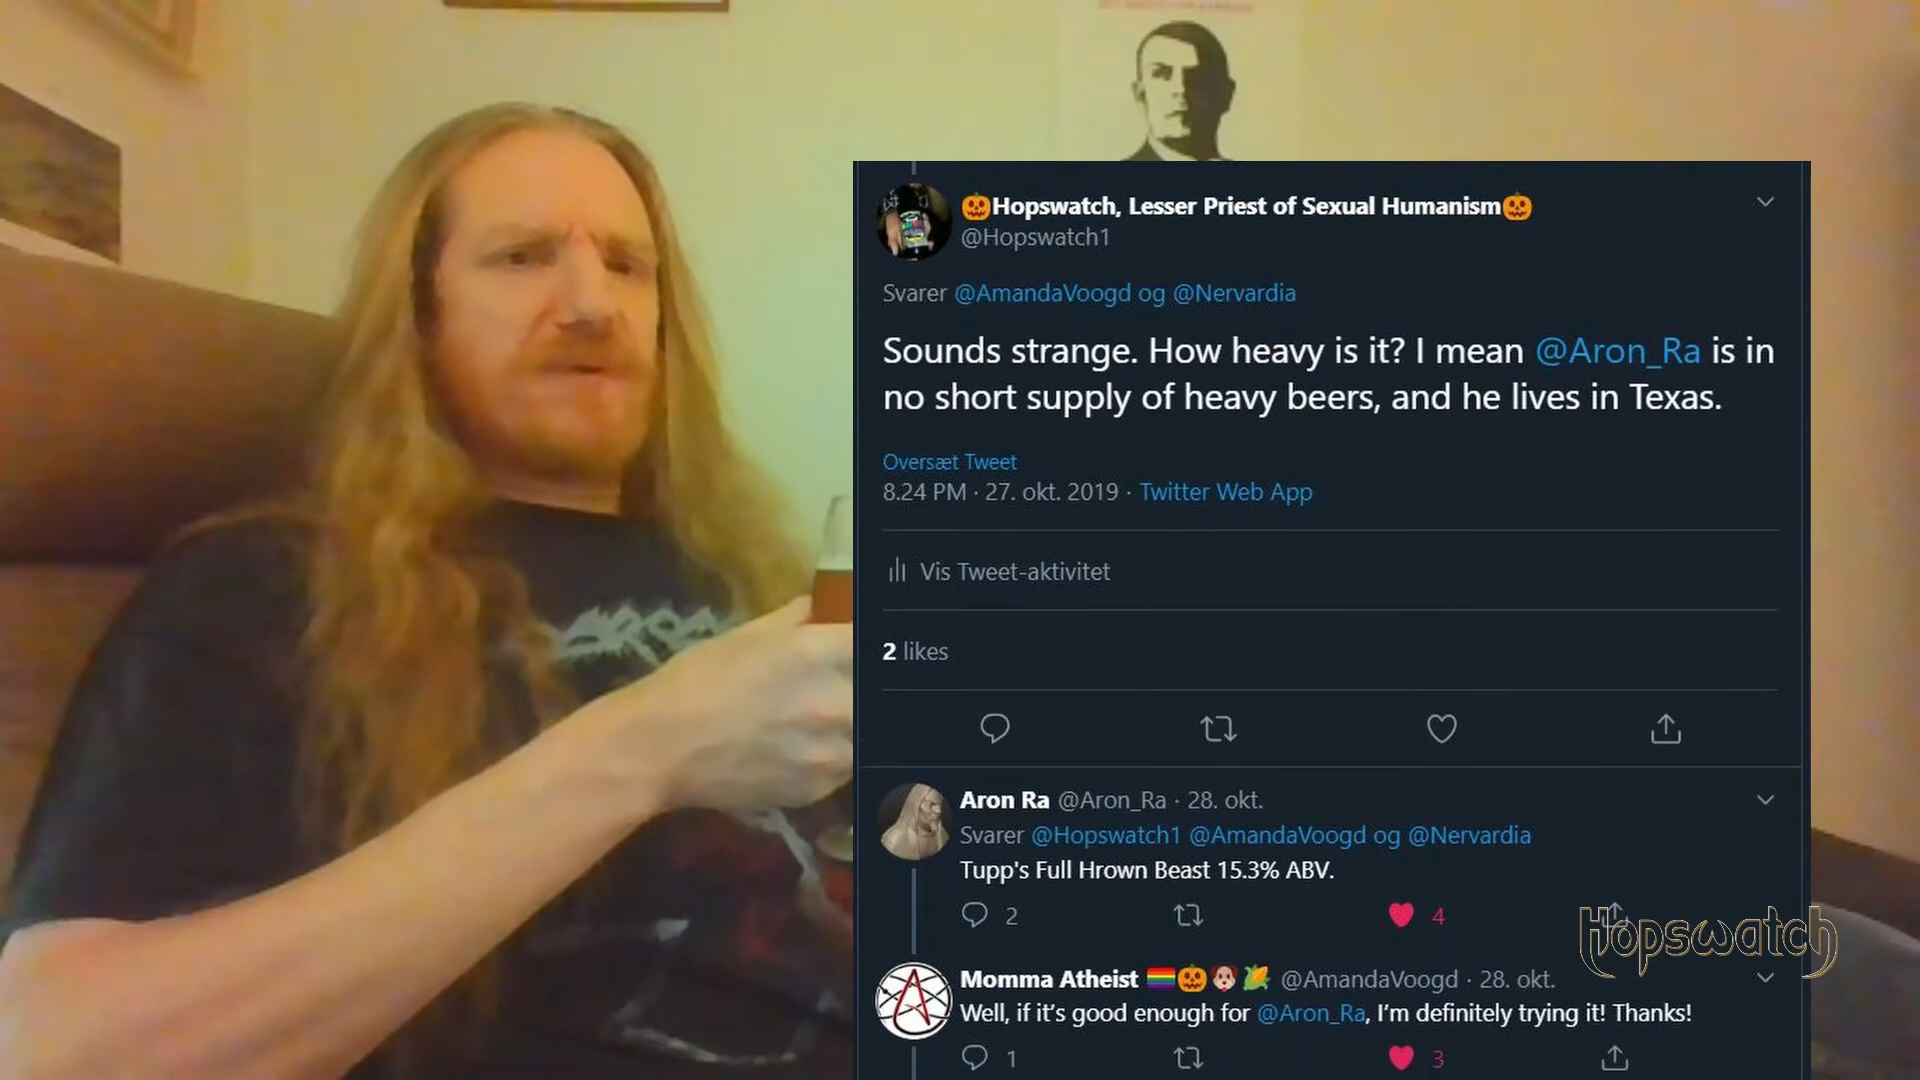 🎃Hopswatch, Lesser Priest of Sexual Humanism🎃
@Hopswatch1
Svarer @AmandaVoogd og @Nervardia
Sounds strange. How heavy is it? I mean @Aron_Ra is in
no short supply of heavy beers, and he lives in Texas.
Oversæt Tweet
8.24 PM · 27. okt. 2019 · Twitter Web App
Vis Tweet-aktivitet
2 likes
Aron Ra @Aron_Ra · 28. okt.
Svarer @Hopswatch1 @AmandaVoogd og @Nervardia
Tupp's Full Hrown Beast 15.3% ABV.
2 4
Hopswatch
Momma Atheist 🏳️‍🌈🎃🐶🌽 @AmandaVoogd · 28. okt.
Well, if it’s good enough for @Aron_Ra, I’m definitely trying it! Thanks!
1 3